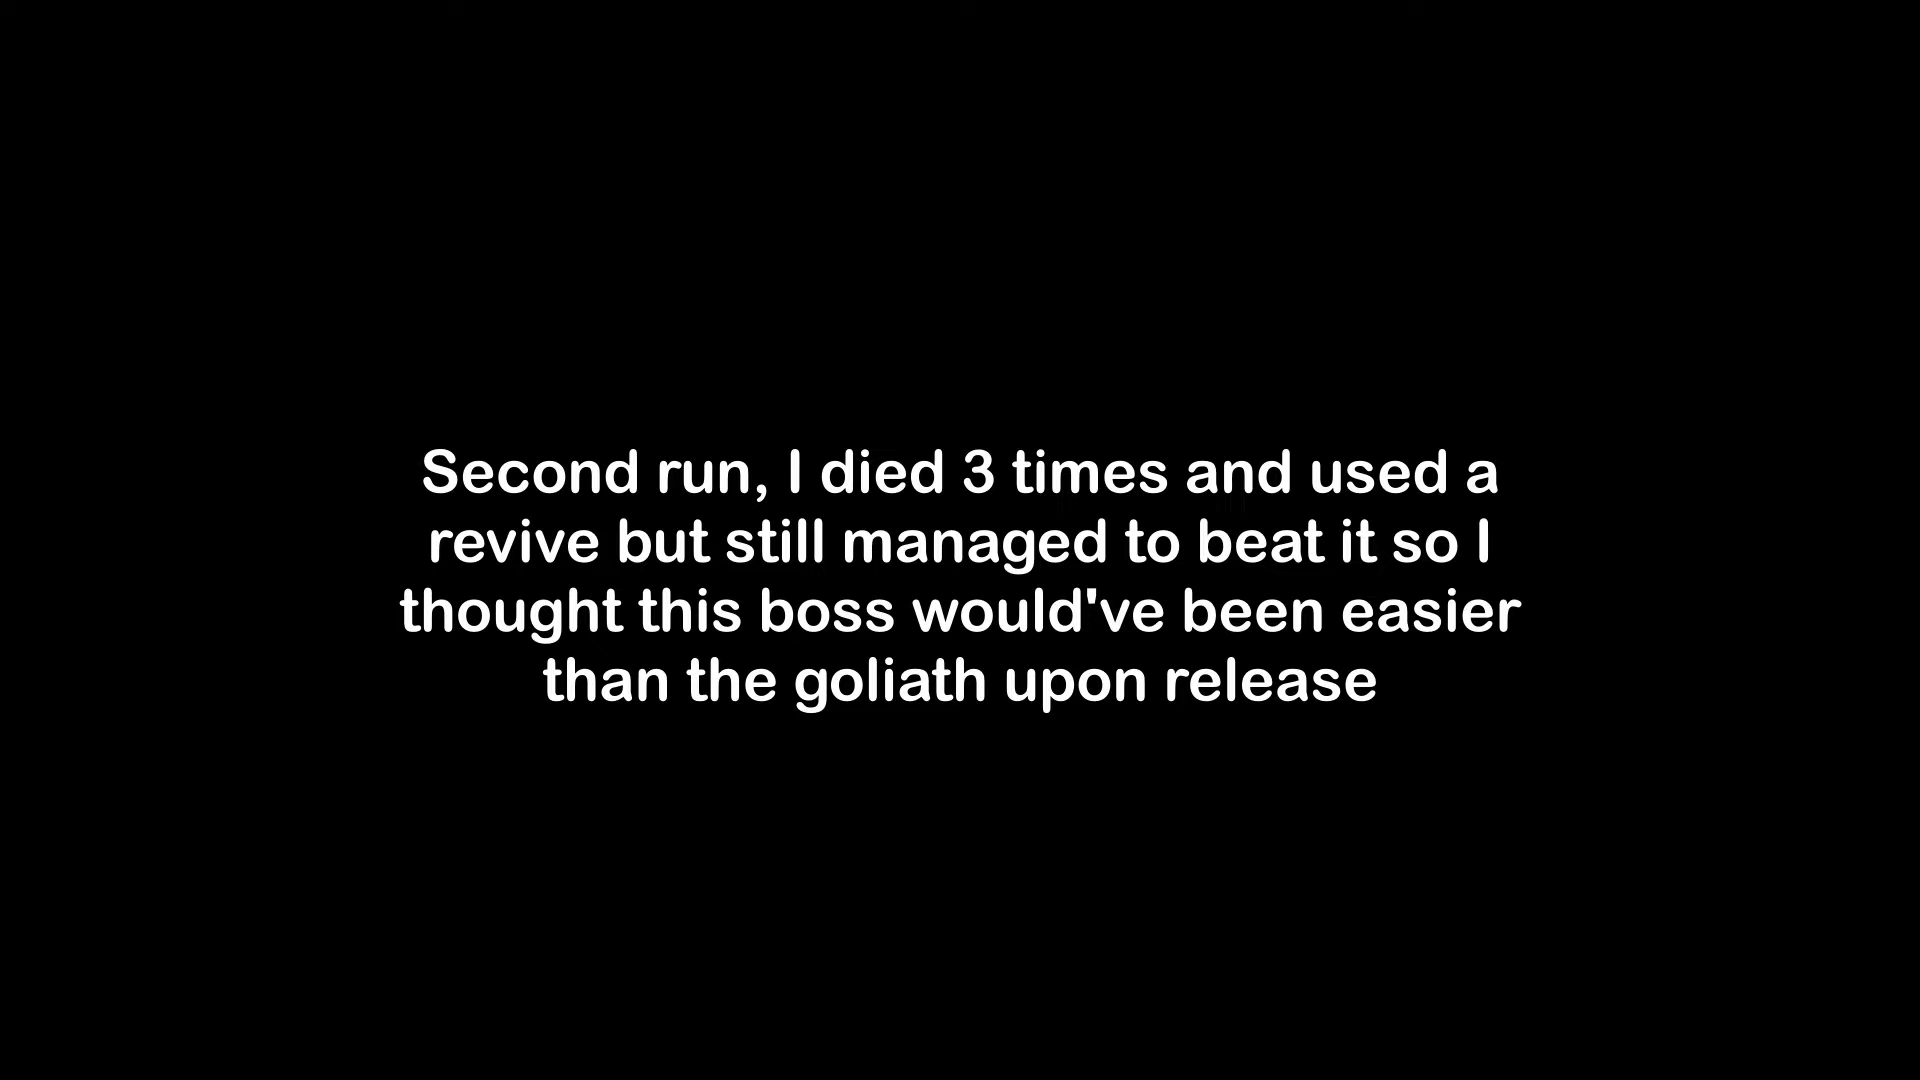 Second run, I died 3 times and used a
revive but still managed to beat it so I
thought this boss would've been easier
than the goliath upon release